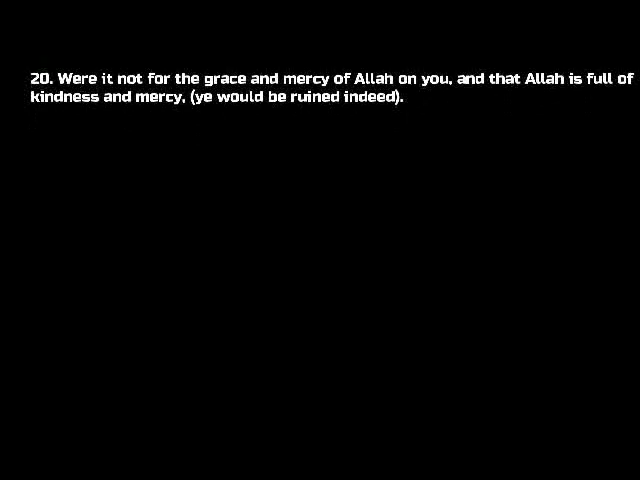 20. Were it not for the grace and mercy of Allah on you, and that Allah is full of
kindness and mercy, (ye would be ruined indeed).